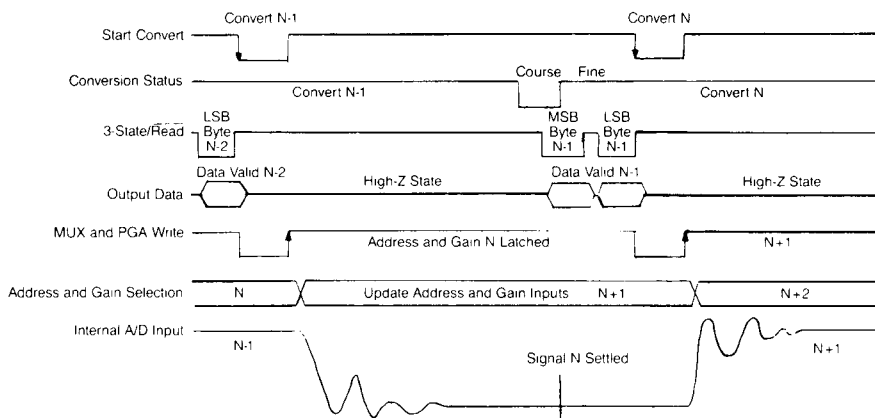 Convert N-1 Convert N
Start Convert
Course Fine
Conversion Status
Convert N-1 Convert N
LSB MSB LSB
3-State/Read Byte Byte Byte
N-2 N-1 N-1
Data Valid N-2 Data Valid N-1
Output Data High-Z State High-Z State
MUX and PGA Write Address and Gain N Latched N+1
Address and Gain Selection N Update Address and Gain Inputs N+1 N+2
Internal A/D Input
N-1 Signal N Settled N+1